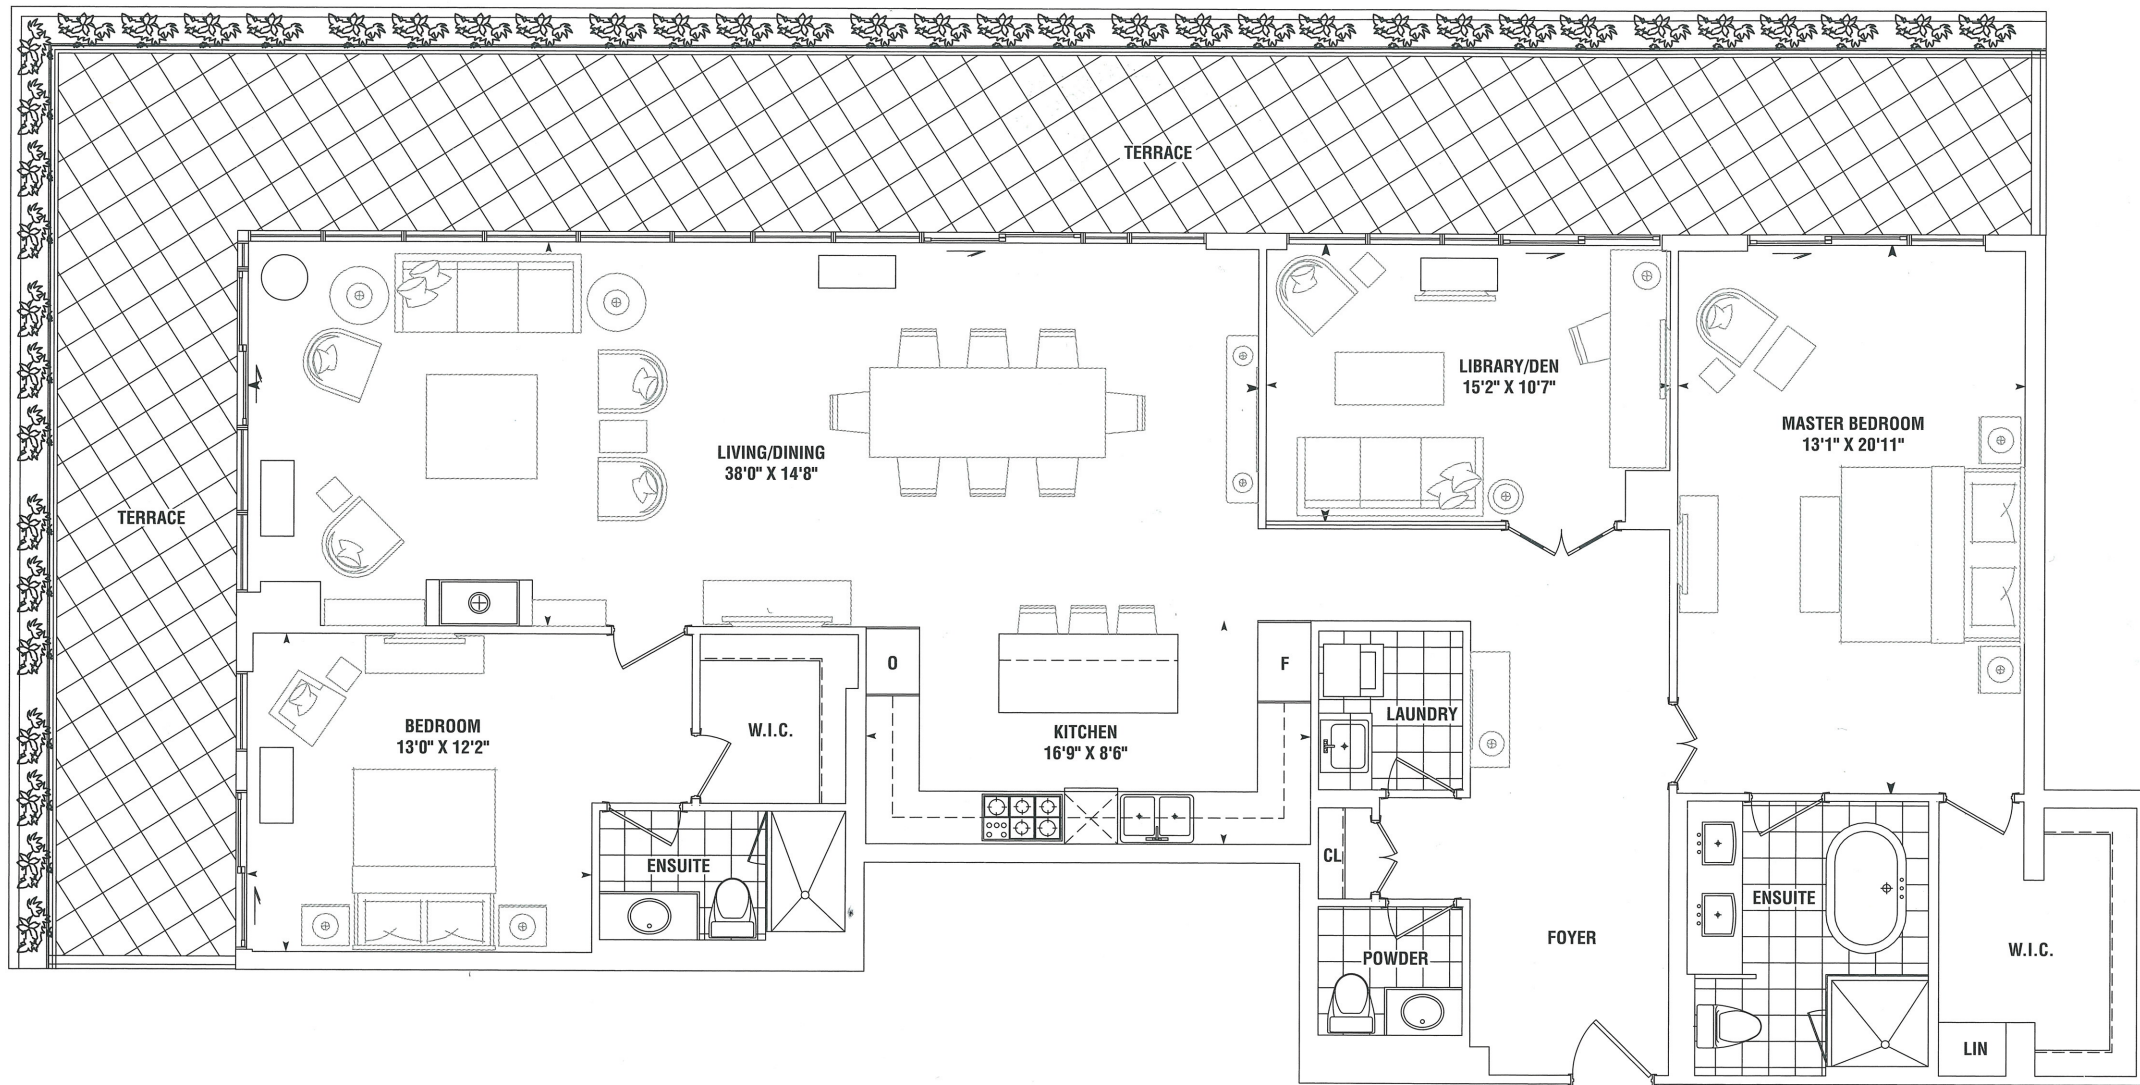 TERRACE
LIBRARY/DEN
15'2" X 10'7"
MASTER BEDROOM
13'1" X 20'11"
LIVING/DINING
38'0" X 14'8"
TERRACE
O
F
BEDROOM
13'0" X 12'2"
W.I.C.
KITCHEN
16'9" X 8'6"
LAUNDRY
CL
ENSUITE
ENSUITE
FOYER
POWDER
W.I.C.
LIN